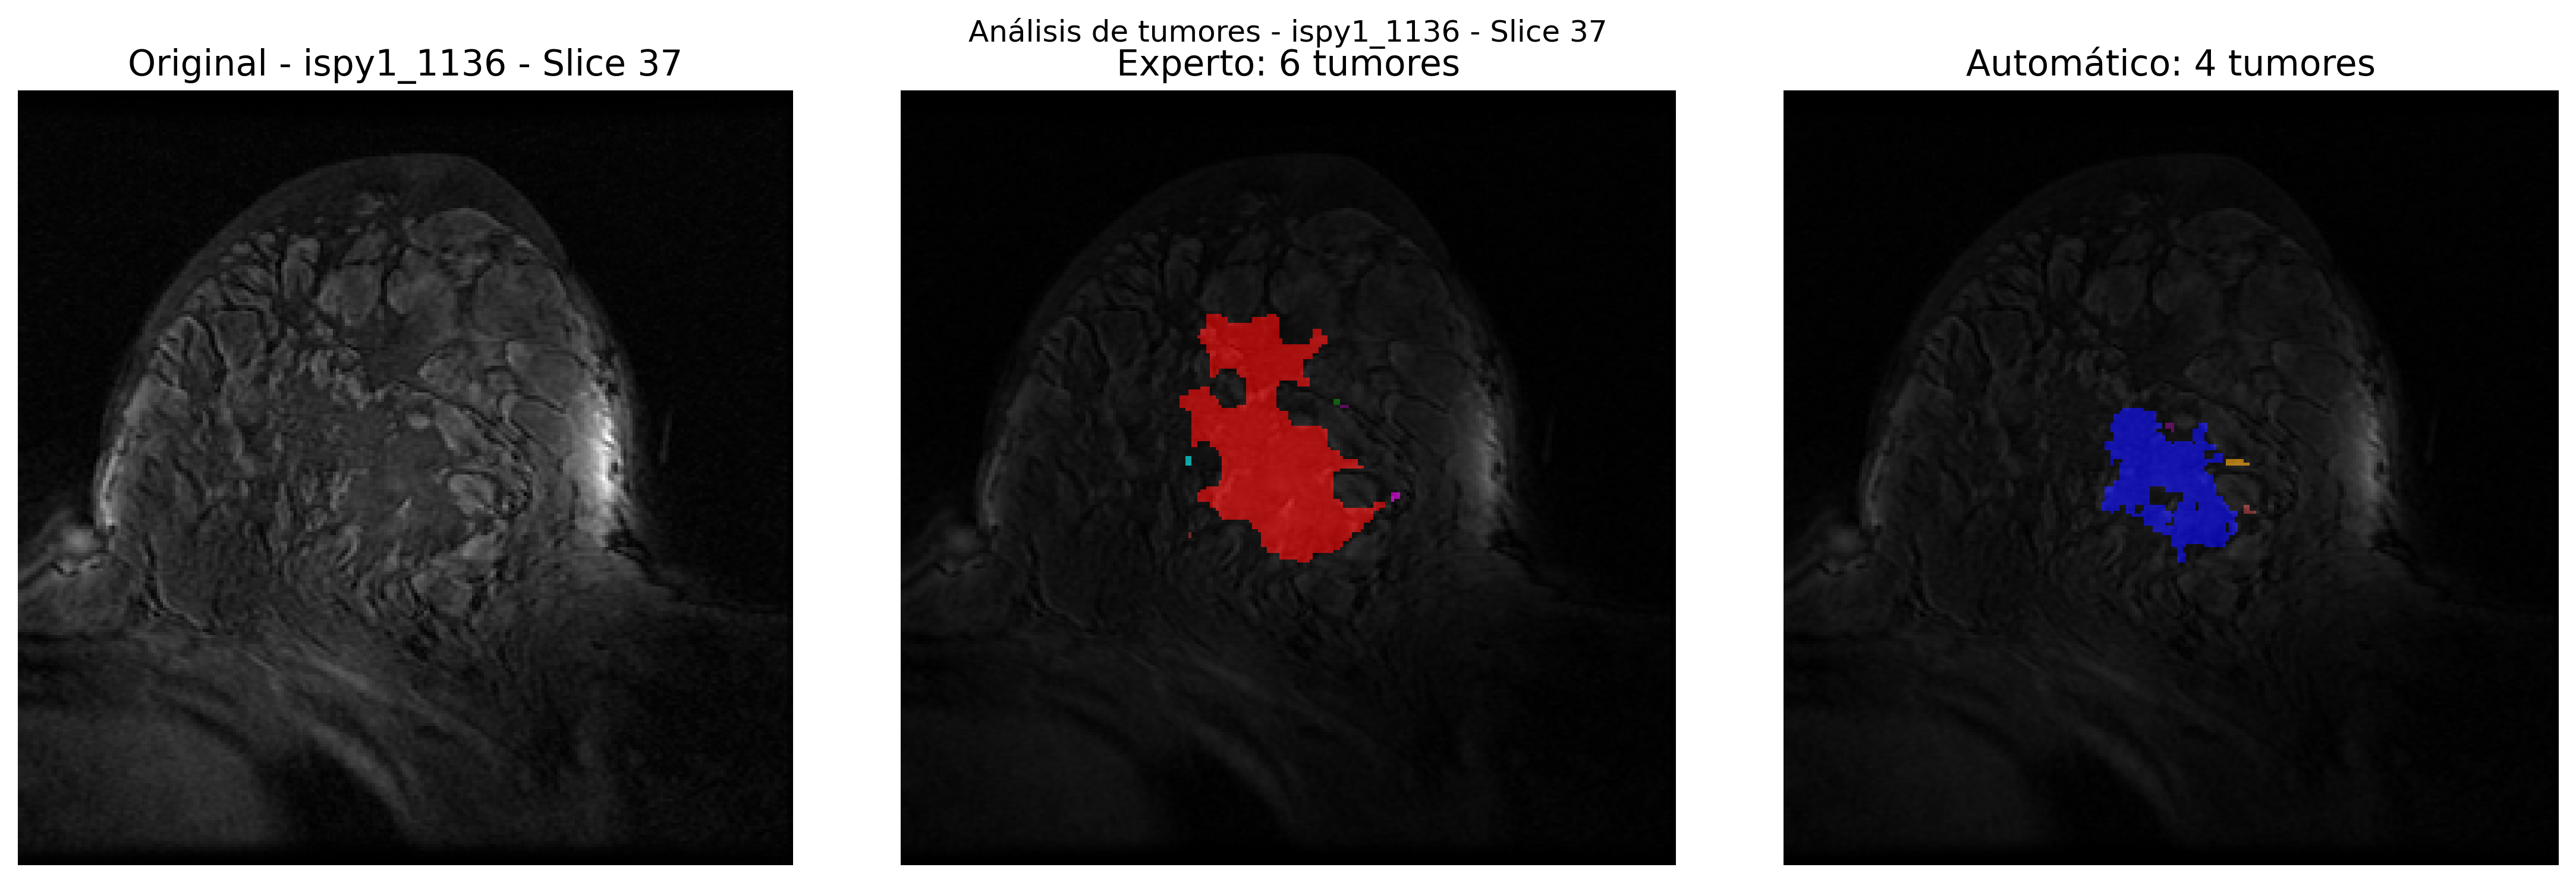 Análisis de tumores - ispy1_1136 - Slice 37
Original - ispy1_1136 - Slice 37
Experto: 6 tumores
Automático: 4 tumores